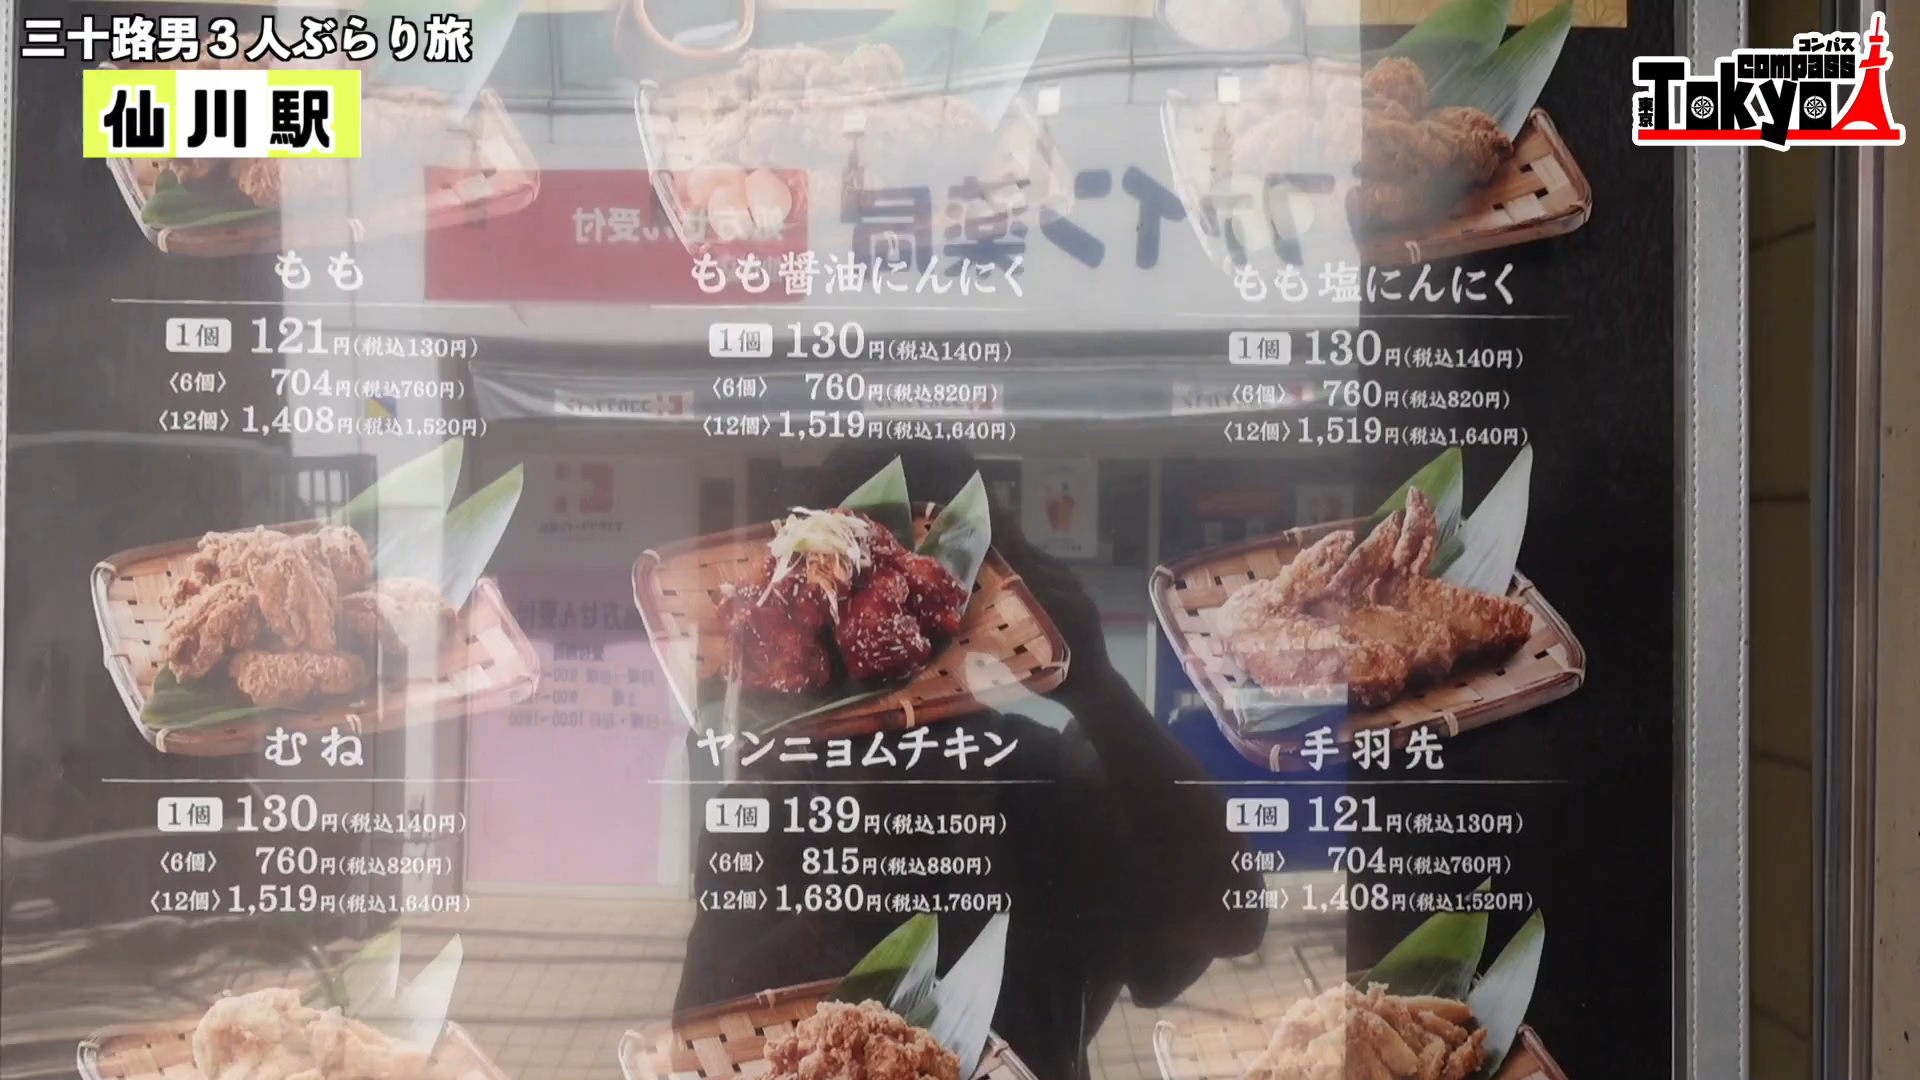 三十路男3人ぶらり旅
仙川駅
コンパス
compass
東京
Tokyo
もも
1個 121円(税込130円)
〈6個〉 704円(税込760円)
〈12個〉 1,408円(税込1,520円)
もも醤油にんにく
1個 130円(税込140円)
〈6個〉 760円(税込820円)
〈12個〉 1,519円(税込1,640円)
もも塩にんにく
1個 130円(税込140円)
〈6個〉 760円(税込820円)
〈12個〉 1,519円(税込1,640円)
むね
1個 130円(税込140円)
〈6個〉 760円(税込820円)
〈12個〉 1,519円(税込1,640円)
ヤンニョムチキン
1個 139円(税込150円)
〈6個〉 815円(税込880円)
〈12個〉 1,630円(税込1,760円)
手羽先
1個 121円(税込130円)
〈6個〉 704円(税込760円)
〈12個〉 1,408円(税込1,520円)
処方せん受付
ファイン薬局